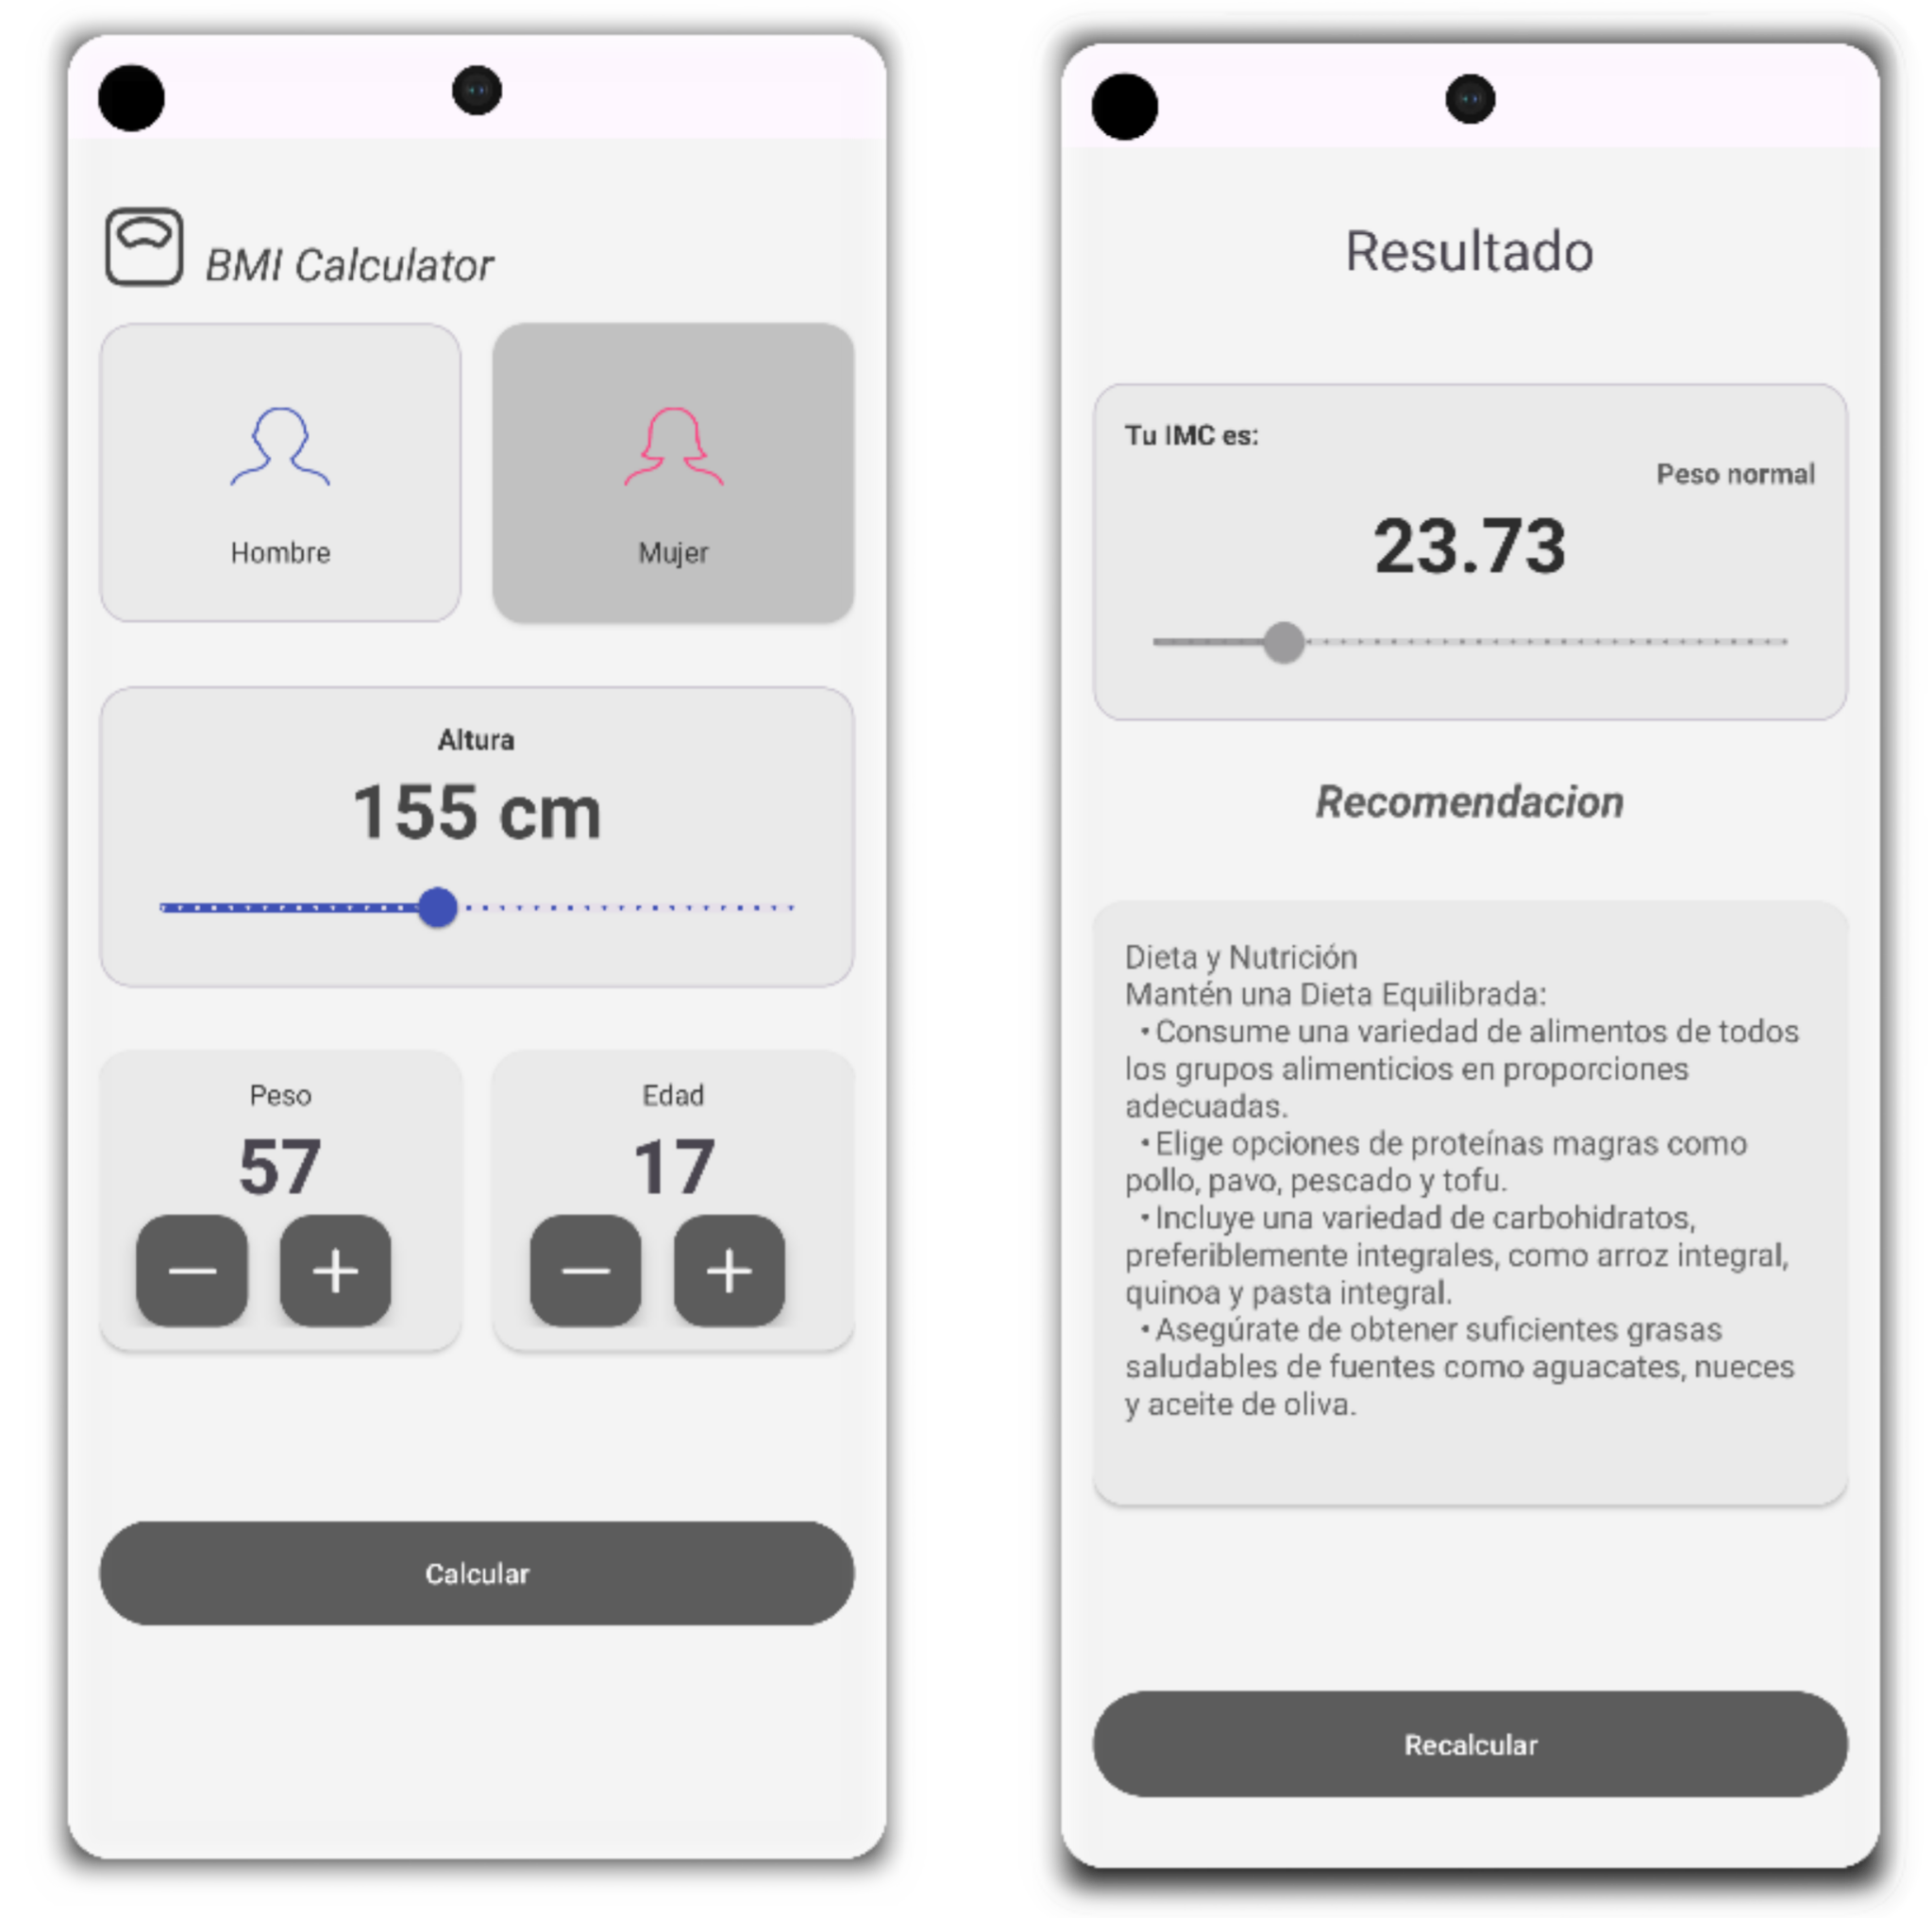 BMI Calculator
Hombre
Mujer
Altura
155 cm
Peso
57
Edad
17
Calcular
Resultado
Tu IMC es:
Peso normal
23.73
Recomendacion
Dieta y Nutrición
Mantén una Dieta Equilibrada:
• Consume una variedad de alimentos de todos
los grupos alimenticios en proporciones
adecuadas.
• Elige opciones de proteínas magras como
pollo, pavo, pescado y tofu.
• Incluye una variedad de carbohidratos,
preferiblemente integrales, como arroz integral,
quinoa y pasta integral.
• Asegúrate de obtener suficientes grasas
saludables de fuentes como aguacates, nueces
y aceite de oliva.
Recalcular